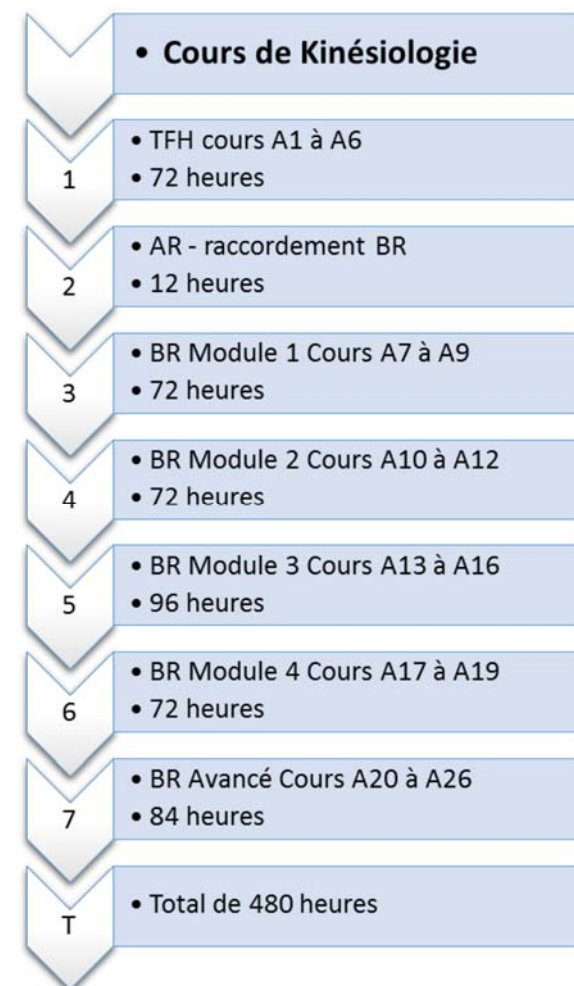 • Cours de Kinésiologie
1
• TFH cours A1 à A6
• 72 heures
2
• AR - raccordement BR
• 12 heures
3
• BR Module 1 Cours A7 à A9
• 72 heures
4
• BR Module 2 Cours A10 à A12
• 72 heures
5
• BR Module 3 Cours A13 à A16
• 96 heures
6
• BR Module 4 Cours A17 à A19
• 72 heures
7
• BR Avancé Cours A20 à A26
• 84 heures
T
• Total de 480 heures